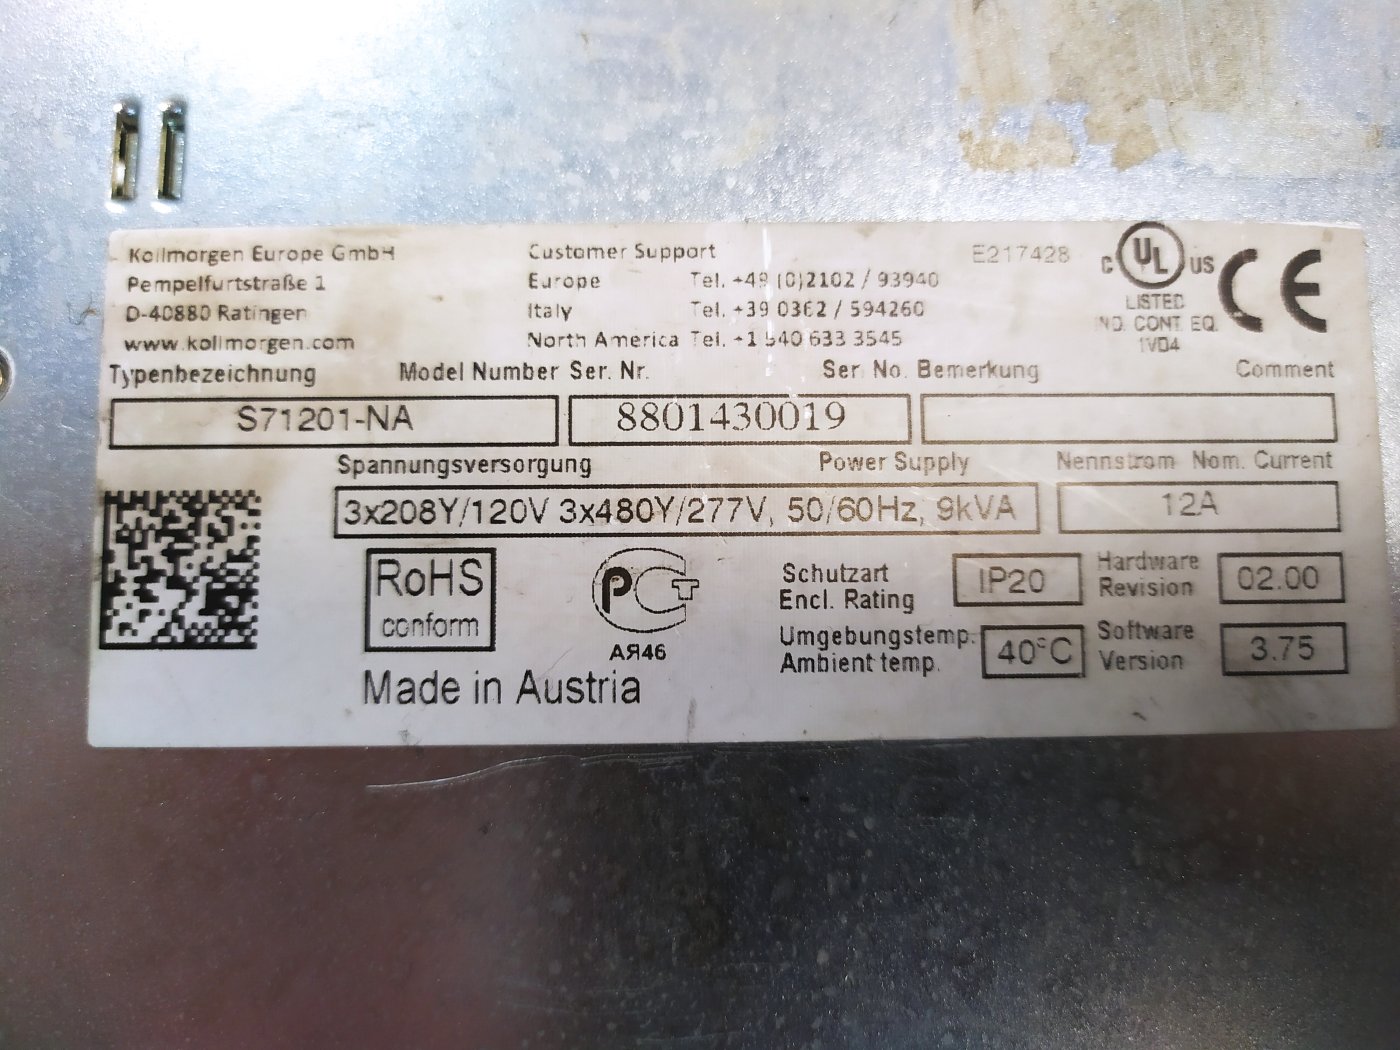 Kollmorgen Europe GmbH
Pempelfurtstraße 1
D-40880 Ratingen
www.kollmorgen.com
Customer Support
Europe Tel. +49 (0)2102 / 93940
Italy Tel. +39 0362 / 594260
North America Tel. +1 540 633 3545
E217428
C UL US
LISTED
IND. CONT. EQ.
1VD4
CE
Typenbezeichnung Model Number Ser. Nr. Ser. No. Bemerkung Comment
S71201-NA 8801430019
Spannungsversorgung Power Supply Nennstrom Nom. Current
3x208Y/120V 3x480Y/277V, 50/60Hz, 9kVA 12A
RoHS
conform
РСТ
АЯ46
Made in Austria
Schutzart
Encl. Rating IP20
Hardware
Revision 02.00
Umgebungstemp.
Ambient temp. 40°C
Software
Version 3.75